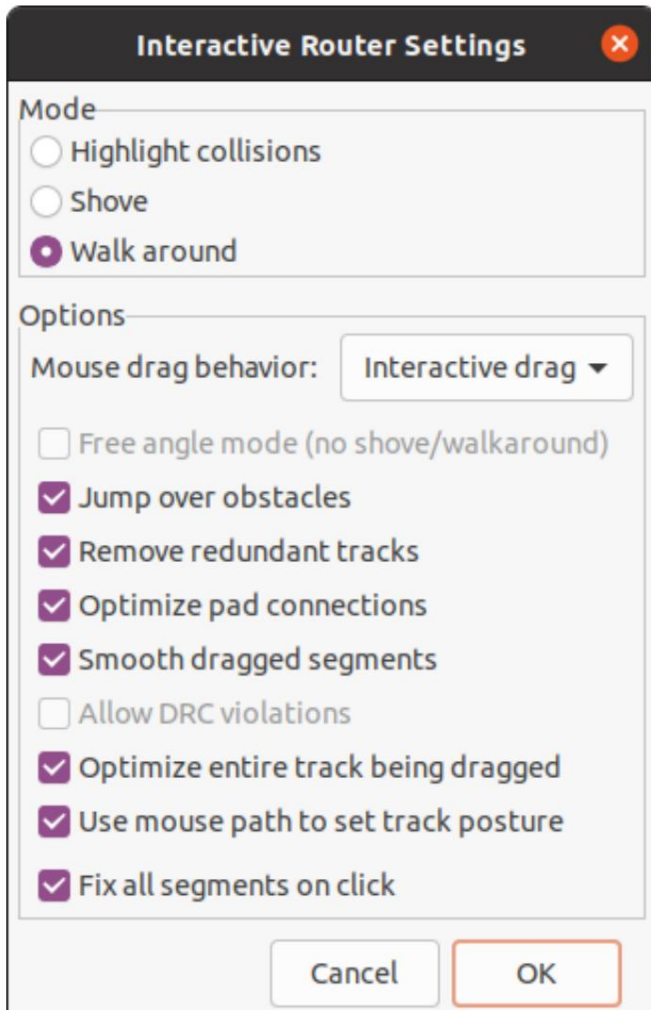 Interactive Router Settings
Mode
Highlight collisions
Shove
Walk around
Options
Mouse drag behavior: Interactive drag
Free angle mode (no shove/walkaround)
Jump over obstacles
Remove redundant tracks
Optimize pad connections
Smooth dragged segments
Allow DRC violations
Optimize entire track being dragged
Use mouse path to set track posture
Fix all segments on click
Cancel OK